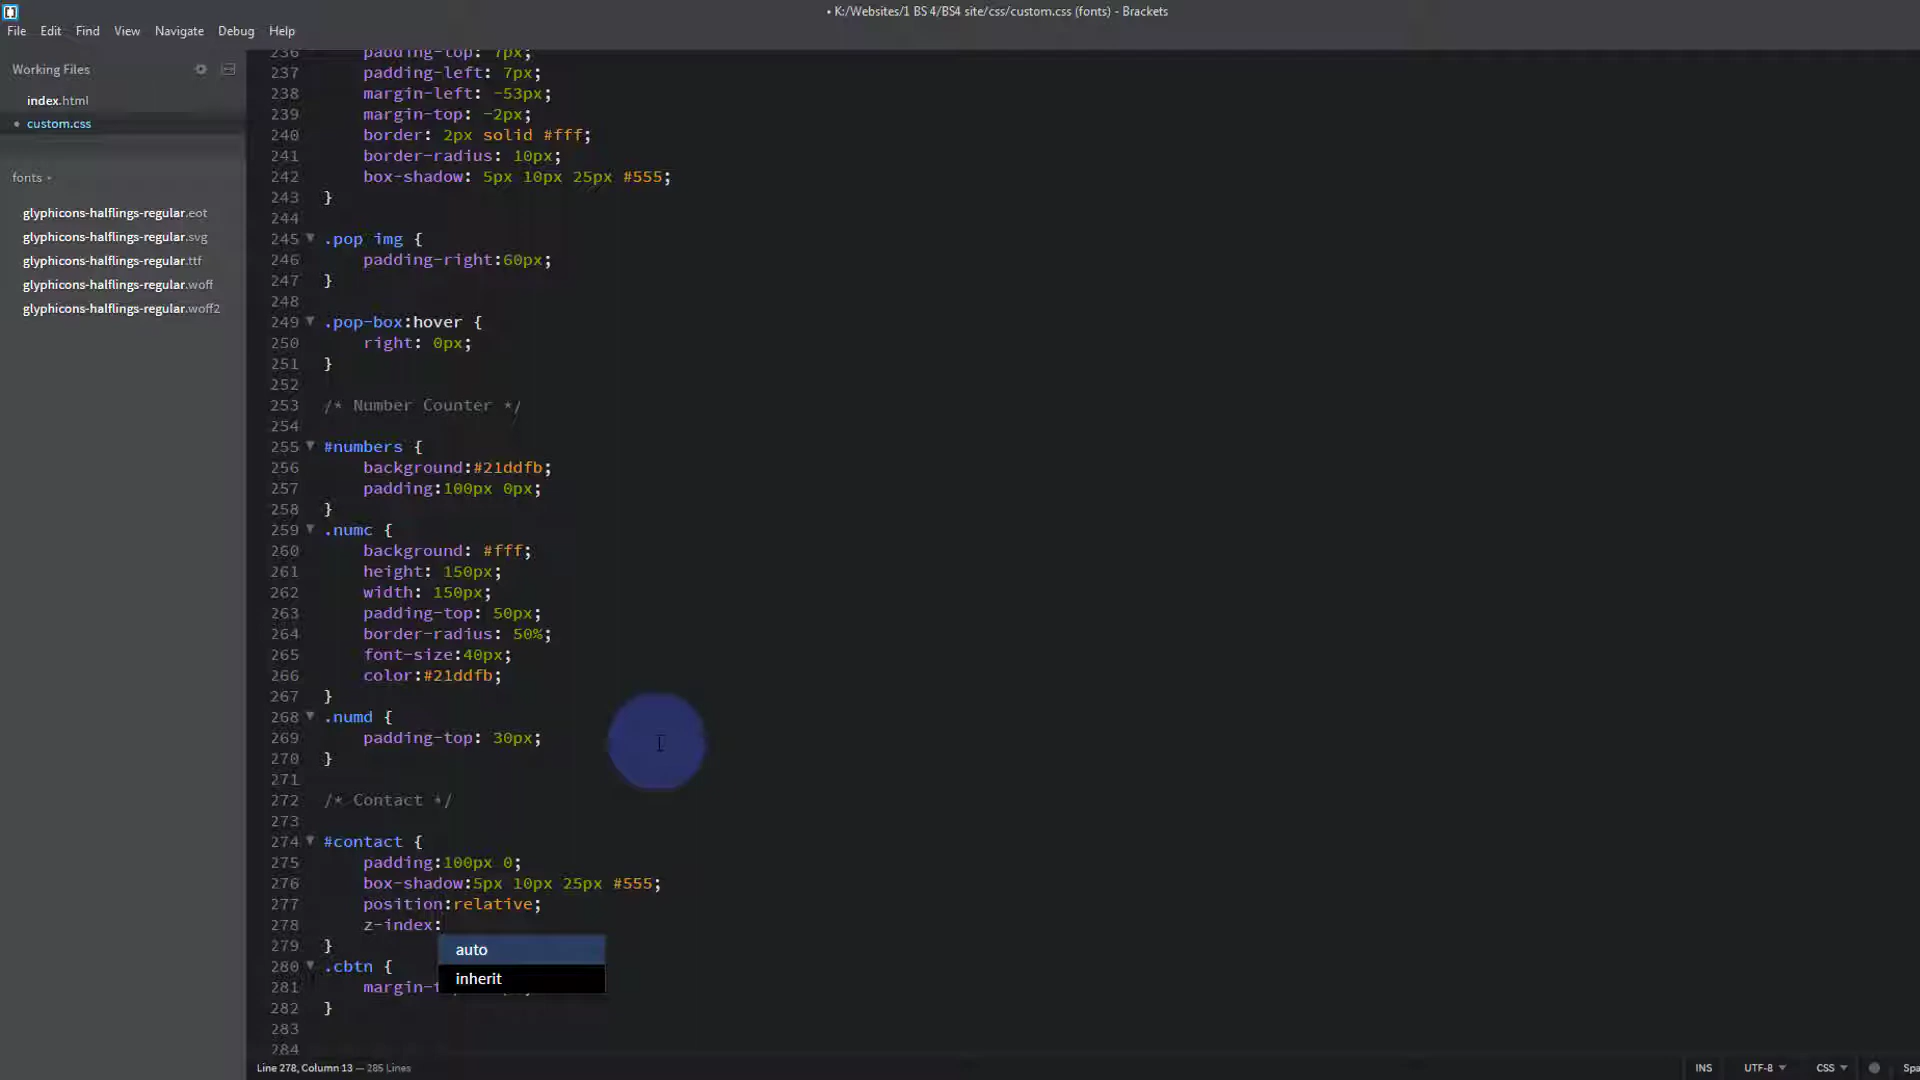 • K:/Websites/1 BS 4/BS4 site/css/custom.css (fonts) - Brackets
File Edit Find View Navigate Debug Help
Working Files
index.html
• custom.css
fonts
glyphicons-halflings-regular.eot
glyphicons-halflings-regular.svg
glyphicons-halflings-regular.ttf
glyphicons-halflings-regular.woff
glyphicons-halflings-regular.woff2
236 padding-top: 7px;
237 padding-left: 7px;
238 margin-left: -53px;
239 margin-top: -2px;
240 border: 2px solid #fff;
241 border-radius: 10px;
242 box-shadow: 5px 10px 25px #555;
243 }
244
245 .pop img {
246 padding-right:60px;
247 }
248
249 .pop-box:hover {
250 right: 0px;
251 }
252
253 /* Number Counter */
254
255 #numbers {
256 background:#21ddfb;
257 padding:100px 0px;
258 }
259 .numc {
260 background: #fff;
261 height: 150px;
262 width: 150px;
263 padding-top: 50px;
264 border-radius: 50%;
265 font-size:40px;
266 color:#21ddfb;
267 }
268 .numd {
269 padding-top: 30px;
270 }
271
272 /* Contact */
273
274 #contact {
275 padding:100px 0;
276 box-shadow:5px 10px 25px #555;
277 position:relative;
278 z-index:
279 }
auto
280 .cbtn {
inherit
281 margin-
282 }
283
284
Line 278, Column 13 — 285 Lines
INS UTF-8 CSS Spa